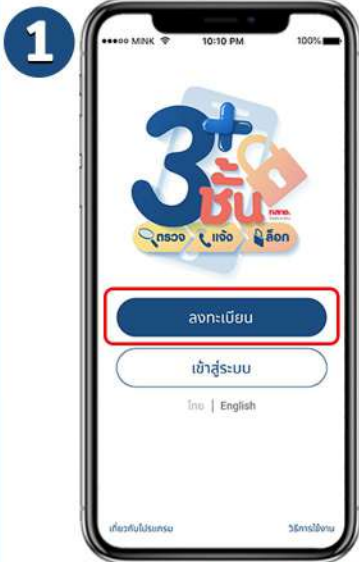 1
MINK 10:10 PM 100%
3+
ชั้น
กสทช.
ตรวจ แจ้ง ล็อก
ลงทะเบียน
เข้าสู่ระบบ
ไทย | English
เกี่ยวกับโปรแกรม วิธีการใช้งาน